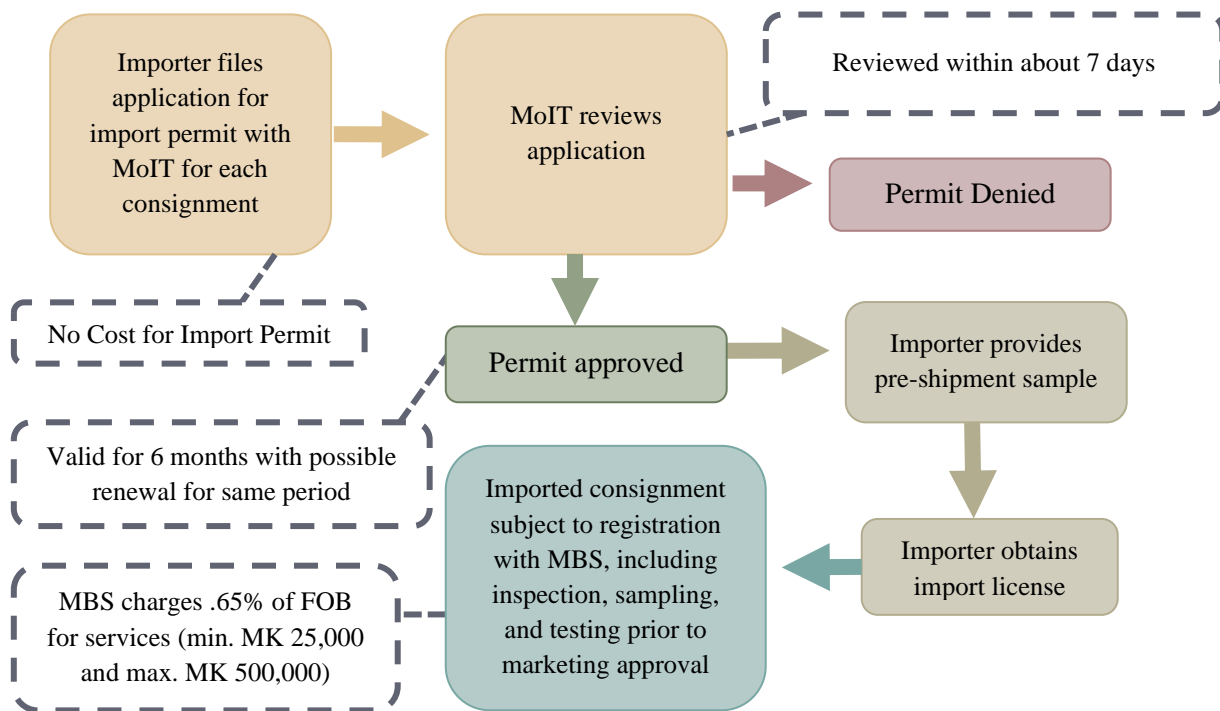 Importer files
application for
import permit with
MoIT for each
consignment
MoIT reviews
application
Reviewed within about 7 days
Permit Denied
No Cost for Import Permit
Permit approved
Importer provides
pre-shipment sample
Valid for 6 months with possible
renewal for same period
Imported consignment
subject to registration
with MBS, including
inspection, sampling,
and testing prior to
marketing approval
Importer obtains
import license
MBS charges .65% of FOB
for services (min. MK 25,000
and max. MK 500,000)